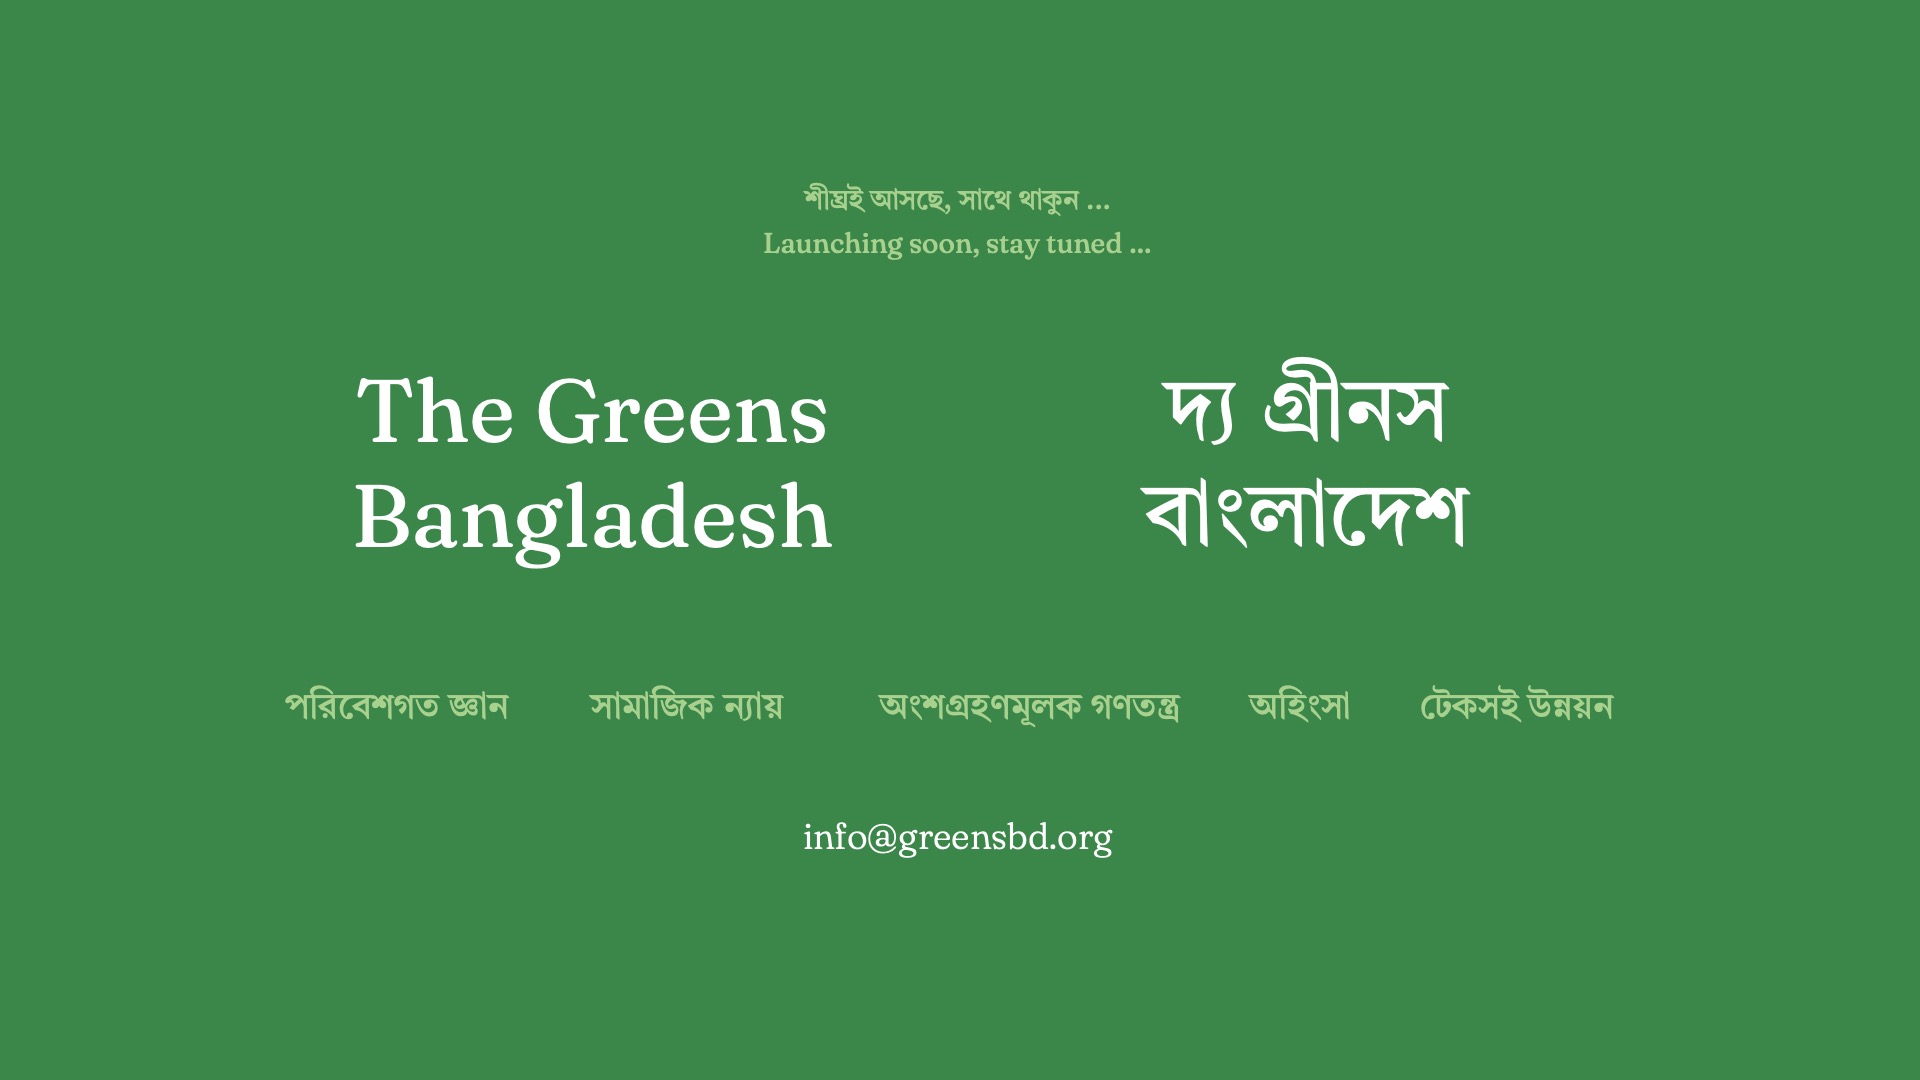 শীঘ্রই আসছে, সাথে থাকুন ...
Launching soon, stay tuned ...
The Greens
Bangladesh
দ্য গ্রীনস
বাংলাদেশ
পরিবেশগত জ্ঞান সামাজিক ন্যায় অংশগ্রহণমূলক গণতন্ত্র অহিংসা টেকসই উন্নয়ন
info@greensbd.org